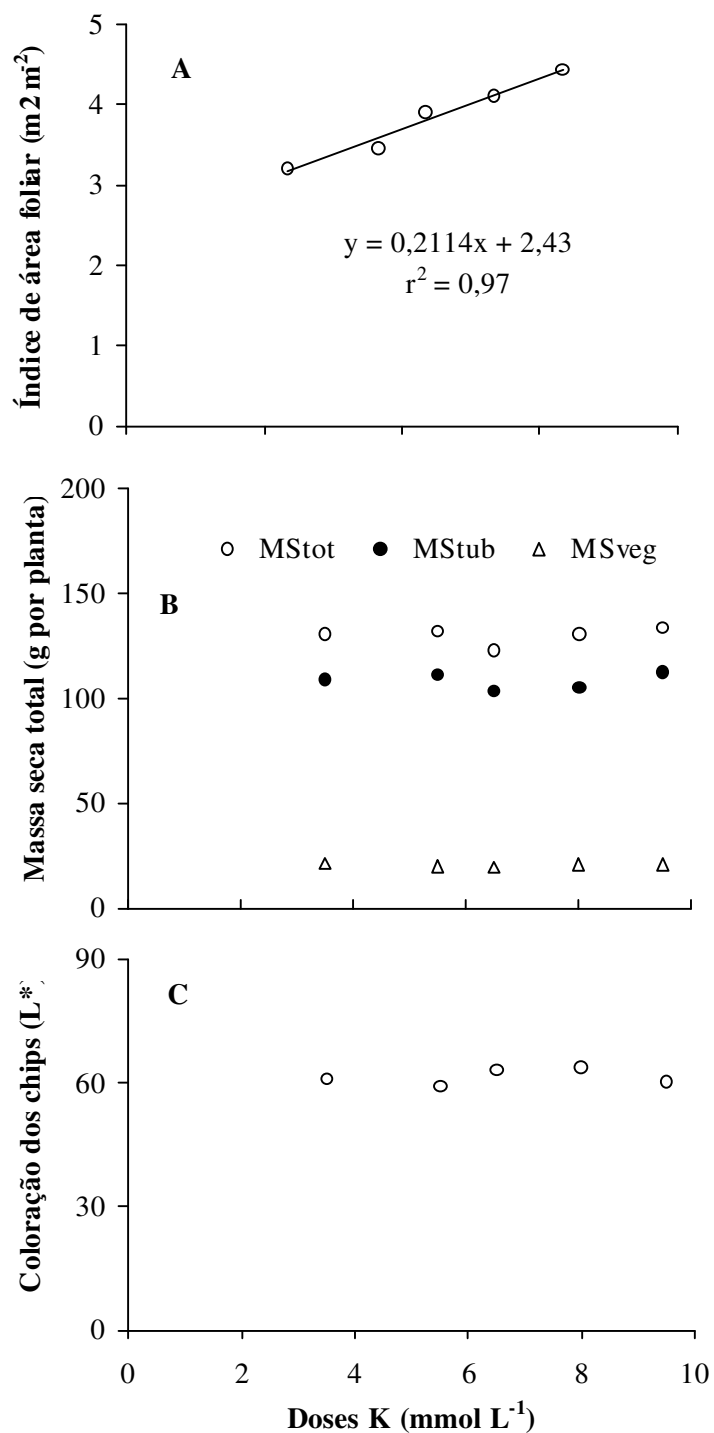 5
A
4
3
2
1
0
Índice de área foliar (m2 m⁻²)
y = 0,2114x + 2,43
r² = 0,97
200
MStot MStub MSveg
150
B
100
50
0
Massa seca total (g por planta)
90
C
60
30
0
Coloração dos chips (L*)
0 2 4 6 8 10
Doses K (mmol L⁻¹)